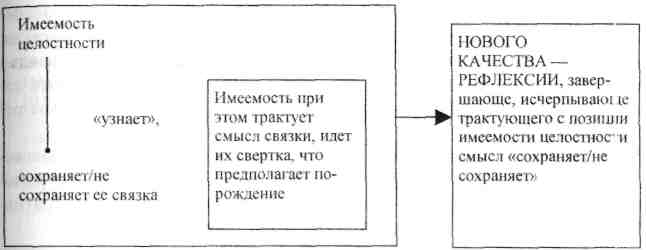 Имеемость
целостности
«узнает»,
сохраняет/не
сохраняет ее связка
Имеемость при
этом трактует
смысл связки, идет
их свертка, что
предполагает по-
рождение
НОВОГО
КАЧЕСТВА —
РЕФЛЕКСИИ, завер-
шающе, исчерпывающе
трактующего с позиции
имеемости целостности
смысл «сохраняет/не
сохраняет»